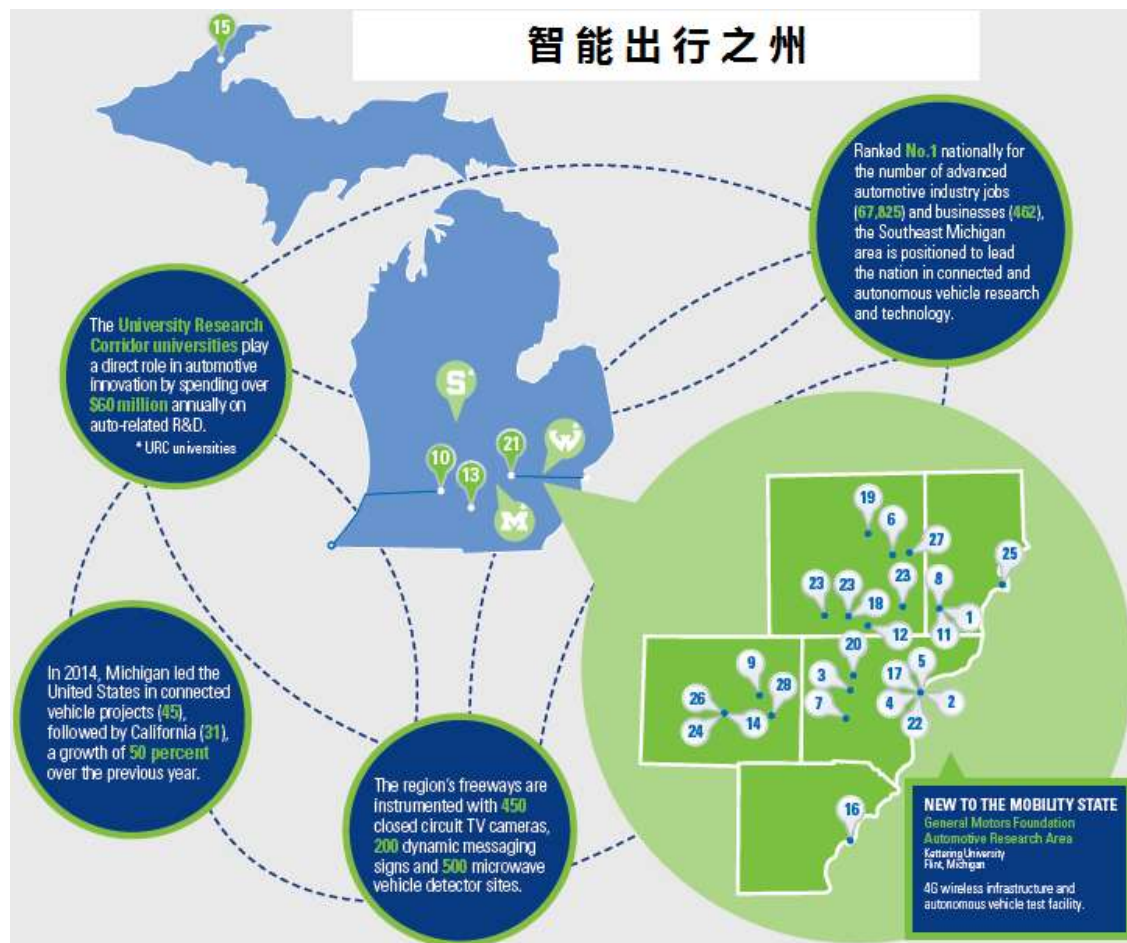 智能出行之州
15
Ranked No.1 nationally for
the number of advanced
automotive industry jobs
(67,825) and businesses (462),
the Southeast Michigan
area is positioned to lead
the nation in connected and
autonomous vehicle research
and technology.
The University Research
Corridor universities play
a direct role in automotive
innovation by spending over
$60 million annually on
auto-related R&D.
* URC universities
S*
W*
M*
10
13
21
19
6
27
25
23
23
23
8
18
1
12
11
20
5
17
9
3
28
26
7
4
2
24
14
22
16
In 2014, Michigan led the
United States in connected
vehicle projects (45),
followed by California (31),
a growth of 50 percent
over the previous year.
The region's freeways are
instrumented with 450
closed circuit TV cameras,
200 dynamic messaging
signs and 500 microwave
vehicle detector sites.
NEW TO THE MOBILITY STATE
General Motors Foundation
Automotive Research Area
Kettering University
Flint, Michigan
4G wireless infrastructure and
autonomous vehicle test facility.